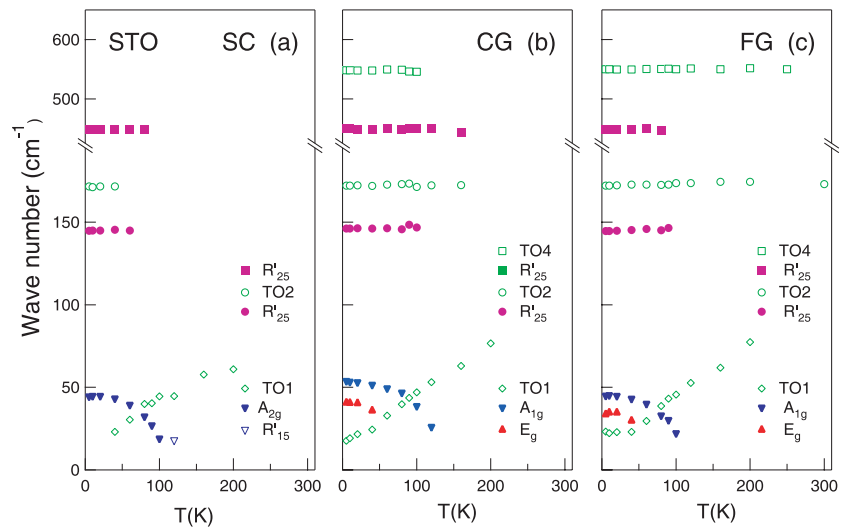 STO SC (a)
CG (b)
FG (c)
Wave number (cm-1)
650
550
150
100
50
0
R'25
TO2
R'25
TO1
A2g
R'15
TO4
R'25
TO2
R'25
TO1
A1g
Eg
TO4
R'25
TO2
R'25
TO1
A1g
Eg
0 100 200 300
0 100 200 300
0 100 200 300
T(K)
T(K)
T(K)